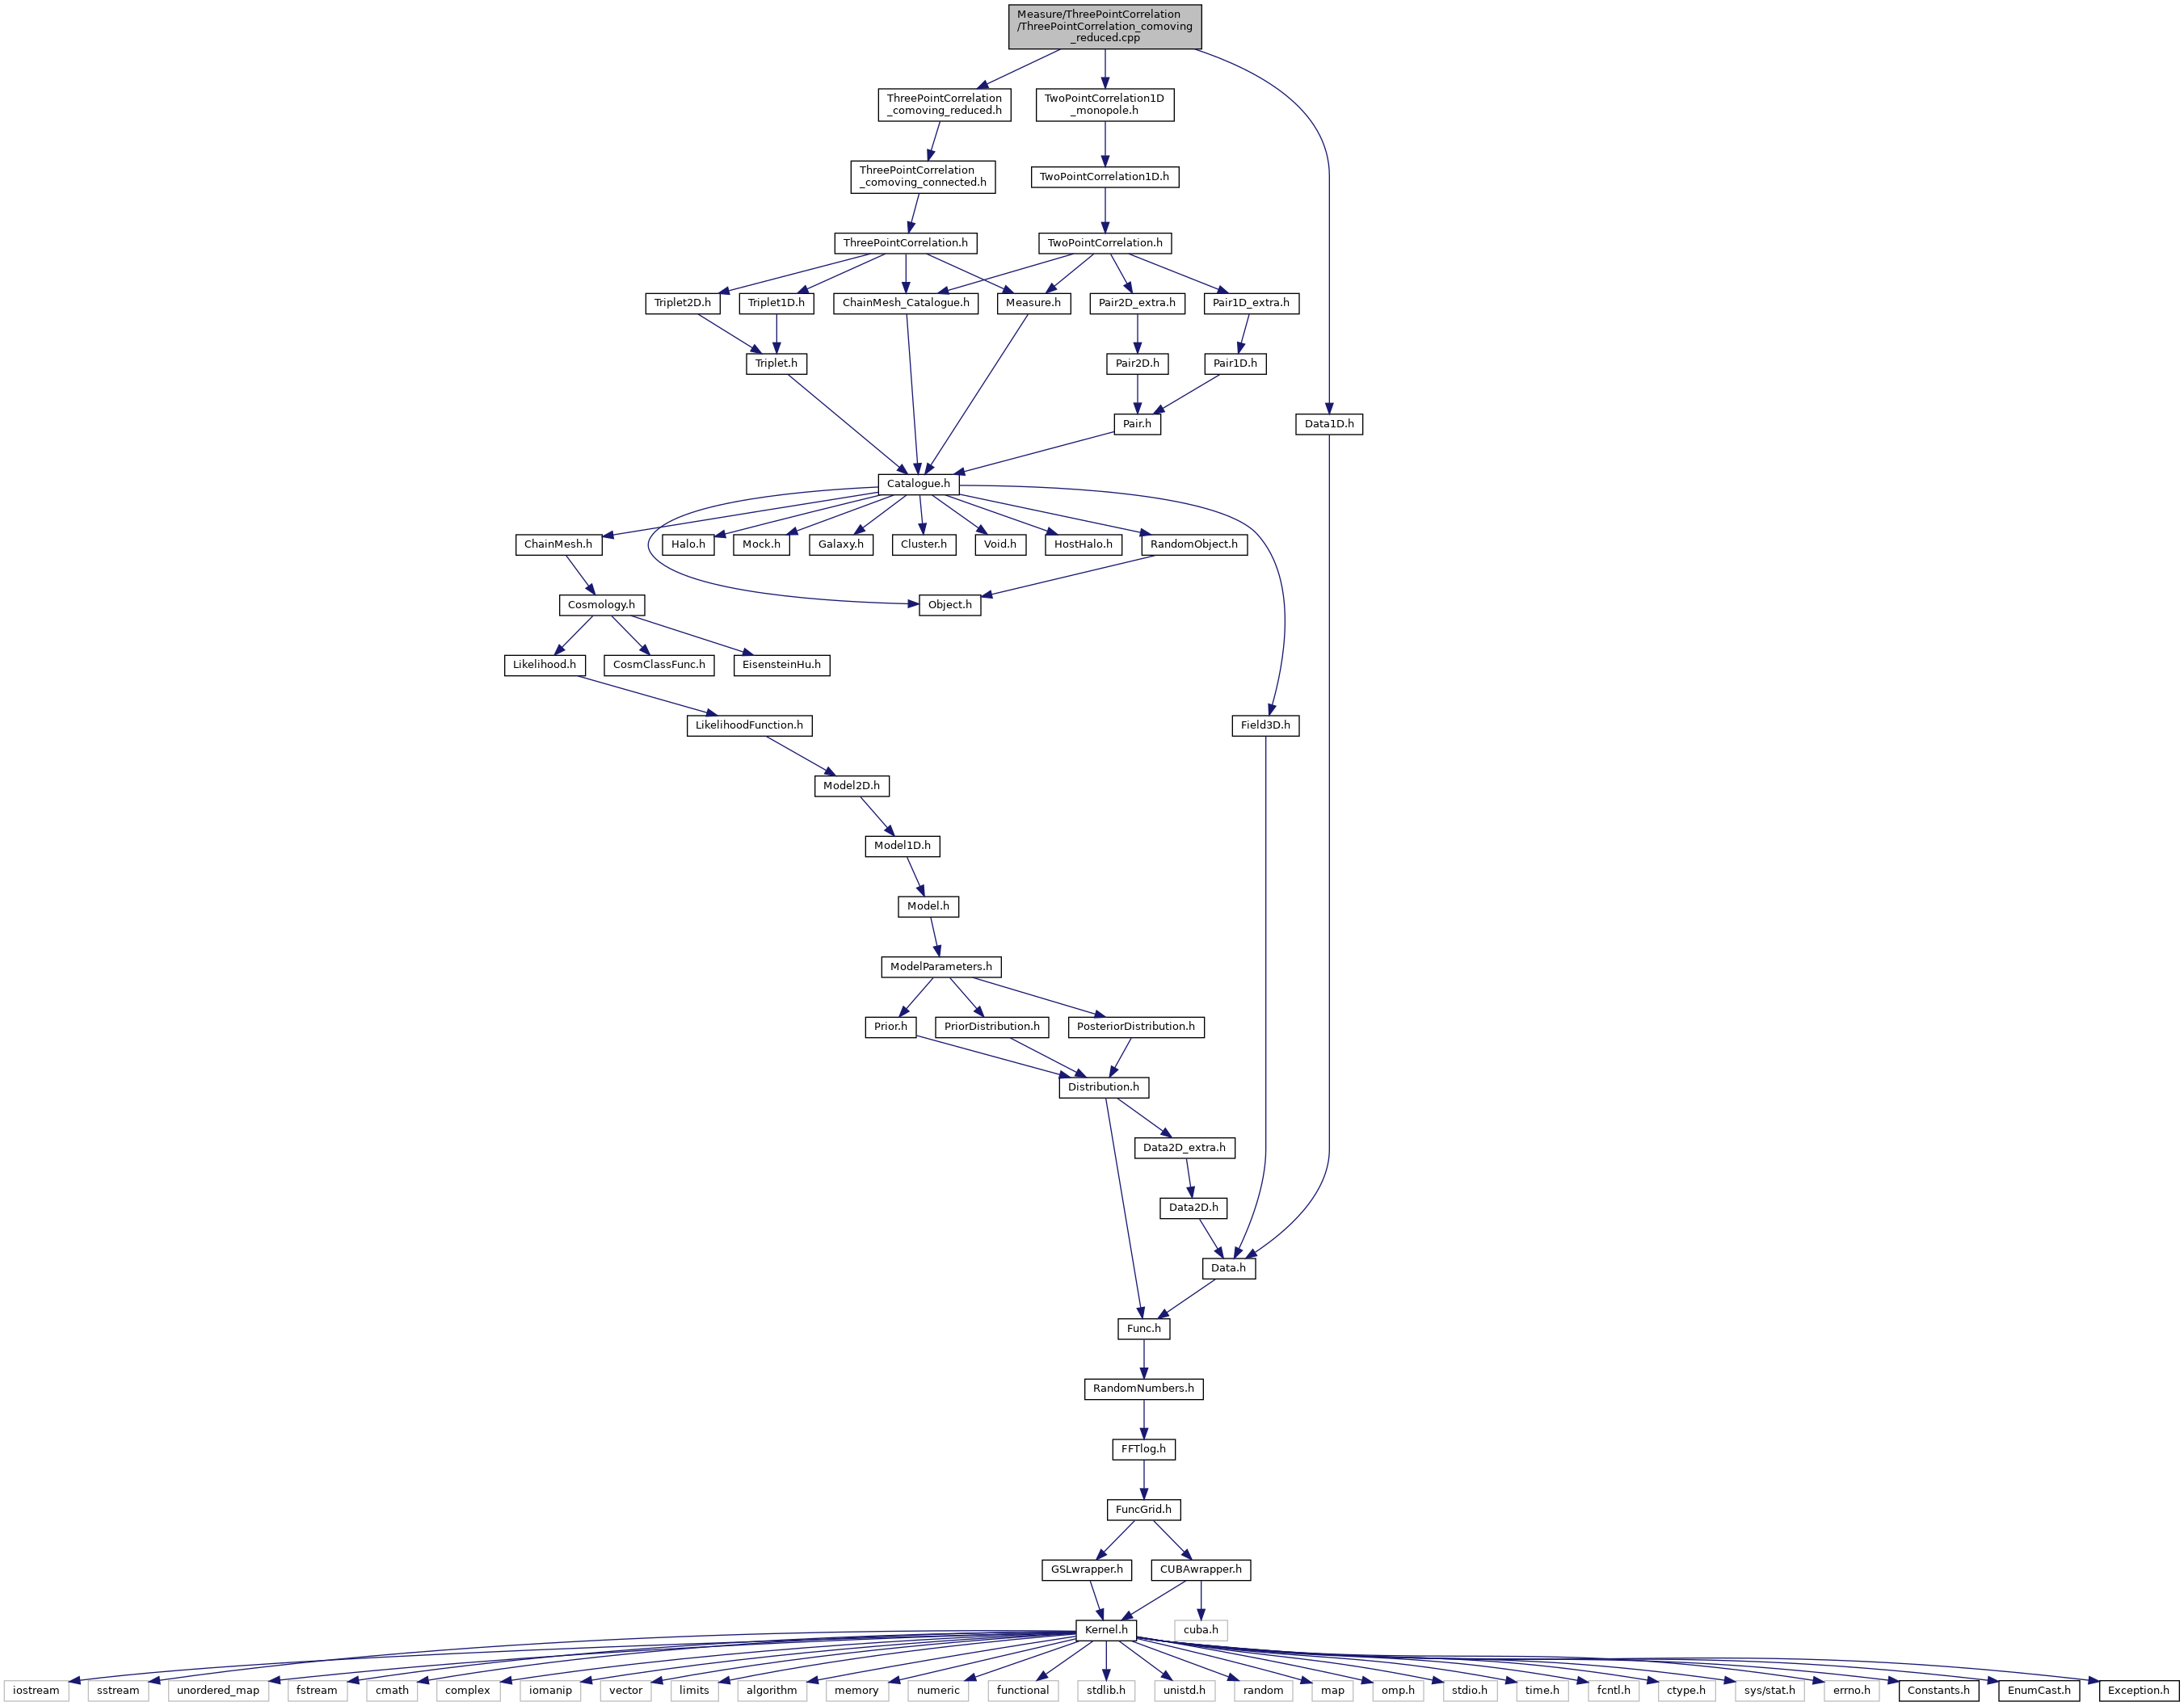 Measure/ThreePointCorrelation
/ThreePointCorrelation_comoving
_reduced.cpp
ThreePointCorrelation
_comoving_reduced.h
TwoPointCorrelation1D
_monopole.h
ThreePointCorrelation
_comoving_connected.h
TwoPointCorrelation1D.h
ThreePointCorrelation.h
TwoPointCorrelation.h
Triplet2D.h
Triplet1D.h
ChainMesh_Catalogue.h
Measure.h
Pair2D_extra.h
Pair1D_extra.h
Triplet.h
Pair2D.h
Pair1D.h
Pair.h
Data1D.h
Catalogue.h
ChainMesh.h
Halo.h
Mock.h
Galaxy.h
Cluster.h
Void.h
HostHalo.h
RandomObject.h
Cosmology.h
Object.h
Likelihood.h
CosmClassFunc.h
EisensteinHu.h
LikelihoodFunction.h
Field3D.h
Model2D.h
Model1D.h
Model.h
ModelParameters.h
Prior.h
PriorDistribution.h
PosteriorDistribution.h
Distribution.h
Data2D_extra.h
Data2D.h
Data.h
Func.h
RandomNumbers.h
FFTlog.h
FuncGrid.h
GSLwrapper.h
CUBAwrapper.h
Kernel.h
cuba.h
iostream
sstream
unordered_map
fstream
cmath
complex
iomanip
vector
limits
algorithm
memory
numeric
functional
stdlib.h
unistd.h
random
map
omp.h
stdio.h
time.h
fcntl.h
ctype.h
sys/stat.h
errno.h
Constants.h
EnumCast.h
Exception.h